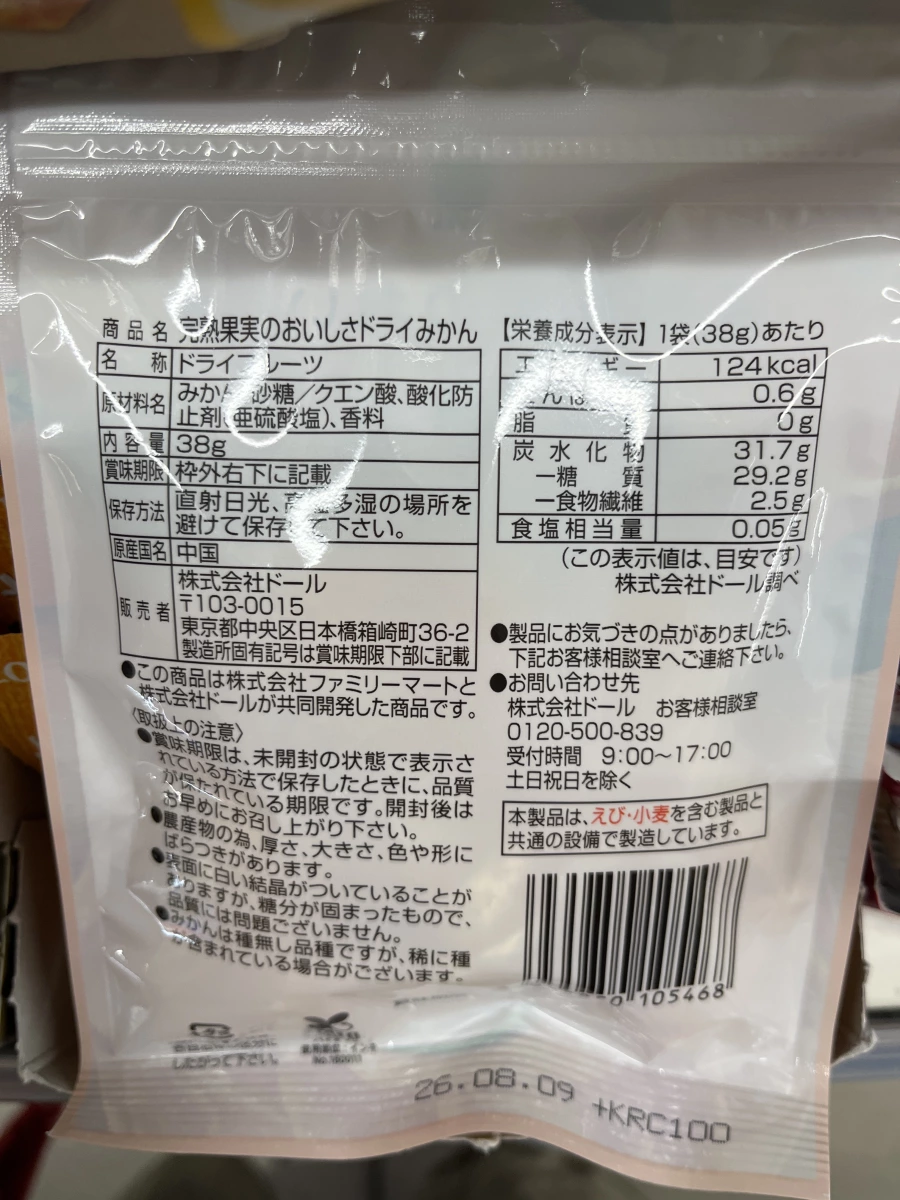 商品名 完熟果実のおいしさドライみかん
名称 ドライフルーツ
原材料名 みかん、砂糖／クエン酸、酸化防
止剤(亜硫酸塩)、香料
内容量 38g
賞味期限 枠外右下に記載
保存方法 直射日光、高温多湿の場所を
避けて保存して下さい。
原産国名 中国
販売者 株式会社ドール
〒103-0015
東京都中央区日本橋箱崎町36-2
製造所固有記号は賞味期限下部に記載
●この商品は株式会社ファミリーマートと
株式会社ドールが共同開発した商品です。
〈取扱上の注意〉
●賞味期限は、未開封の状態で表示さ
れている方法で保存したときに、品質
が保たれている期限です。開封後は
お早めにお召し上がり下さい。
●農産物の為、厚さ、大きさ、色や形に
ばらつきがあります。
●表面に白い結晶がついていることが
ありますが、糖分が固まったもので、
品質には問題ございません。
●みかんは種無し品種ですが、稀に種
が含まれている場合がございます。
【栄養成分表示】 1袋(38g)あたり
エネルギー 124kcal
0.6g
脂質 0g
炭水化物 31.7g
―糖質 29.2g
―食物繊維 2.5g
食塩相当量 0.05g
(この表示値は、目安です)
株式会社ドール調べ
●製品にお気づきの点がありましたら、
下記お客様相談室へご連絡下さい。
●お問い合わせ先
株式会社ドール お客様相談室
0120-500-839
受付時間 9:00〜17:00
土日祝日を除く
本製品は、えび・小麦を含む製品と
共通の設備で製造しています。
105468
したがって下さい。
26.08.09 +KRC100